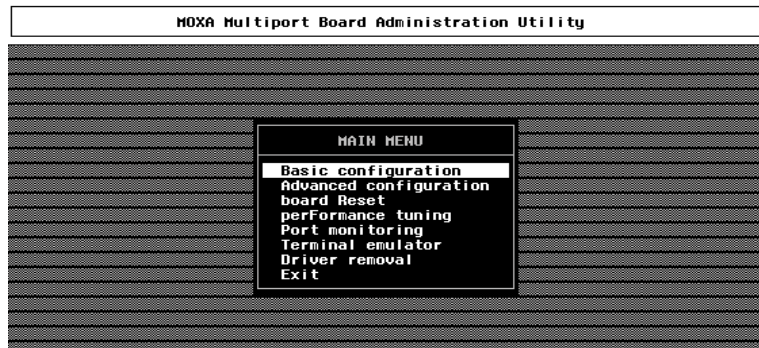 MOXA Multiport Board Administration Utility
MAIN MENU
Basic configuration
Advanced configuration
board Reset
perFormance tuning
Port monitoring
Terminal emulator
Driver removal
Exit